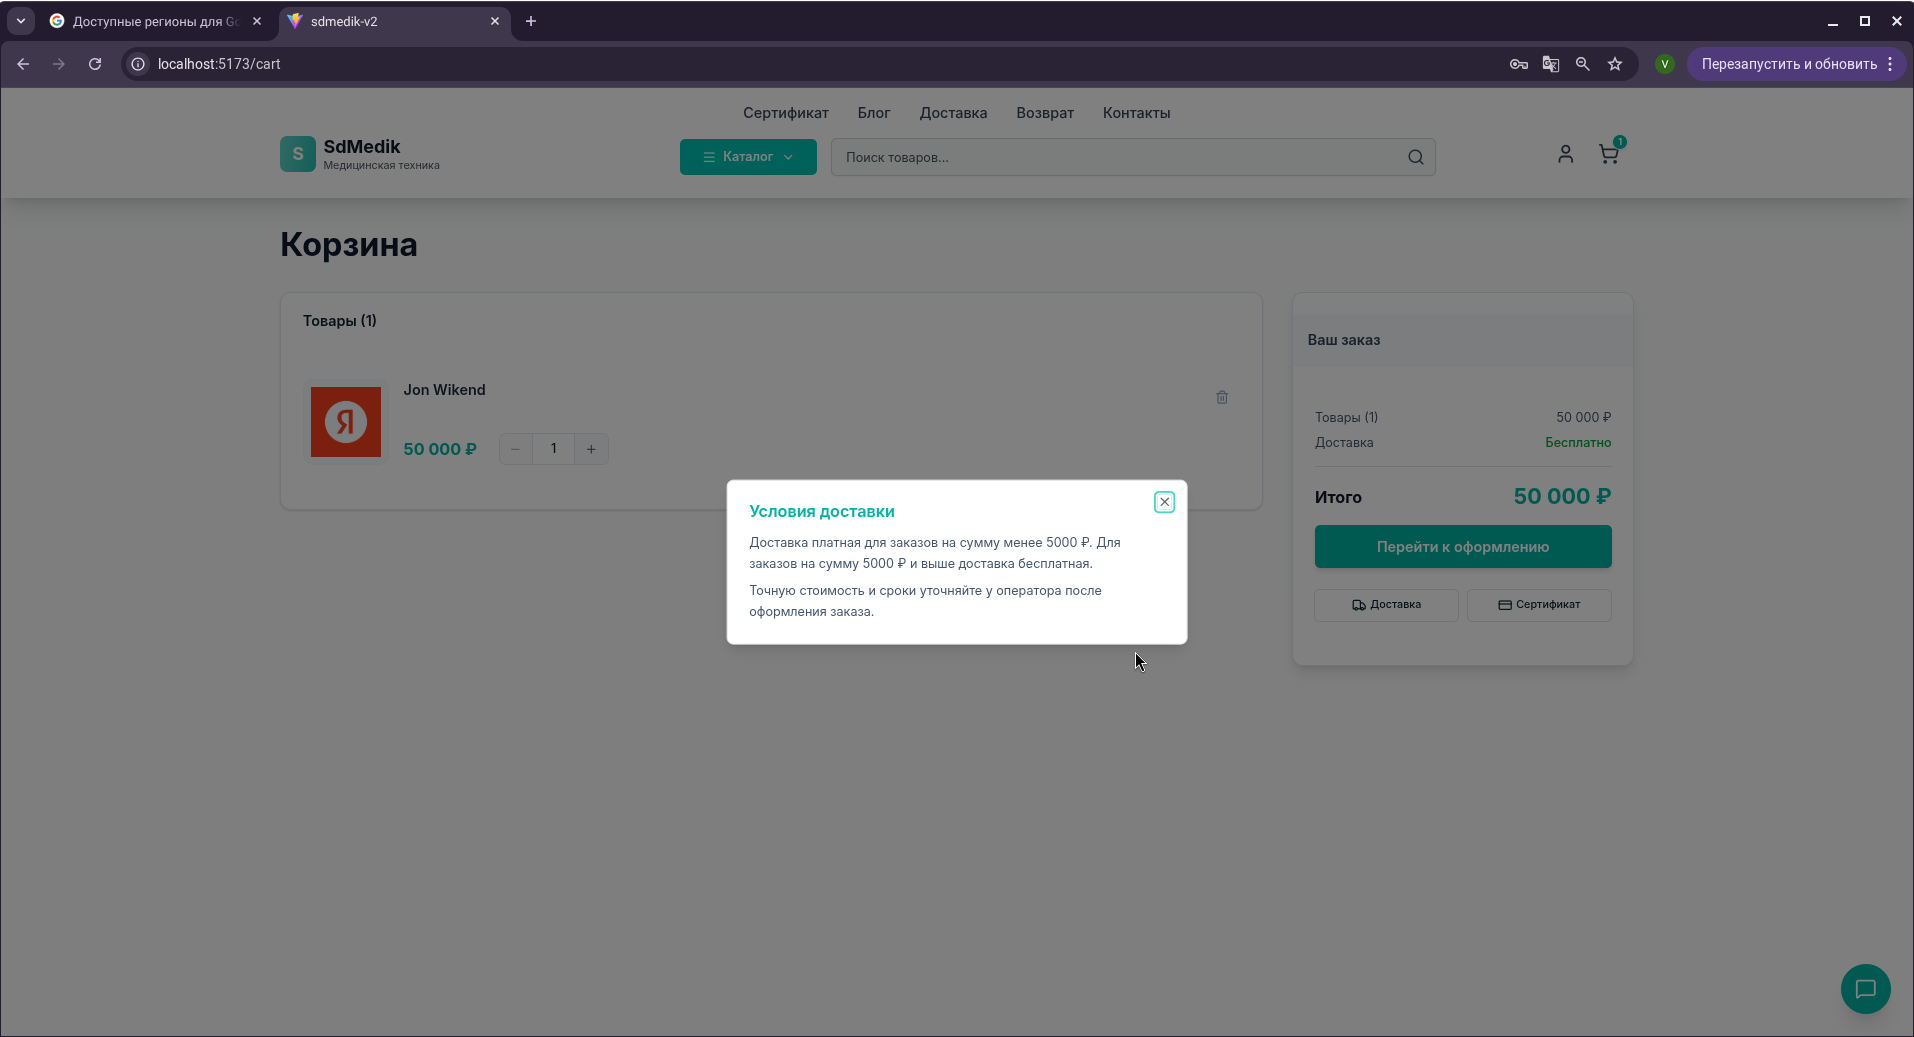 Доступные регионы для Go
sdmedik-v2
localhost:5173/cart
V
Перезапустить и обновить
Сертификат Блог Доставка Возврат Контакты
S
SdMedik
Медицинская техника
Каталог
Поиск товаров...
1
Корзина
Товары (1)
Jon Wikend
Я
50 000 ₽
1
Ваш заказ
Товары (1) 50 000 ₽
Доставка Бесплатно
Итого 50 000 ₽
Перейти к оформлению
Доставка Сертификат
Условия доставки
Доставка платная для заказов на сумму менее 5000 ₽. Для
заказов на сумму 5000 ₽ и выше доставка бесплатная.
Точную стоимость и сроки уточняйте у оператора после
оформления заказа.